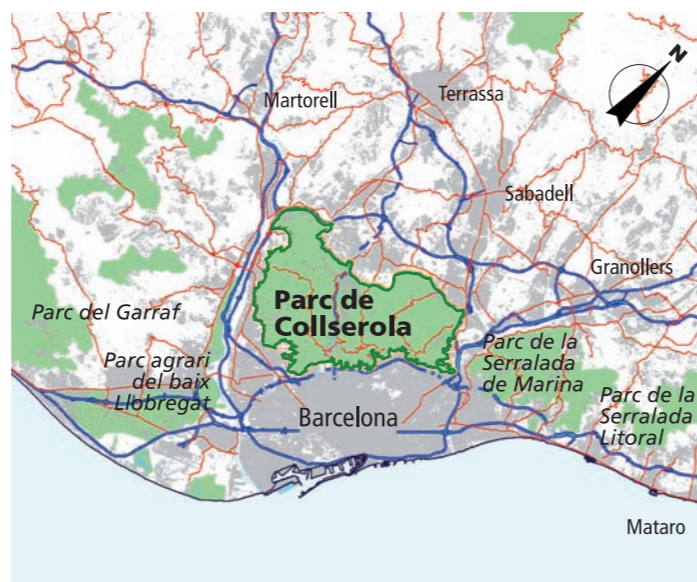 N
Martorell
Terrassa
Sabadell
Granollers
Parc de
Collserola
Parc del Garraf
Parc agrari
del baix
Llobregat
Parc de la
Serralada
de Marina
Parc de la
Serralada
Litoral
Barcelona
Mataro